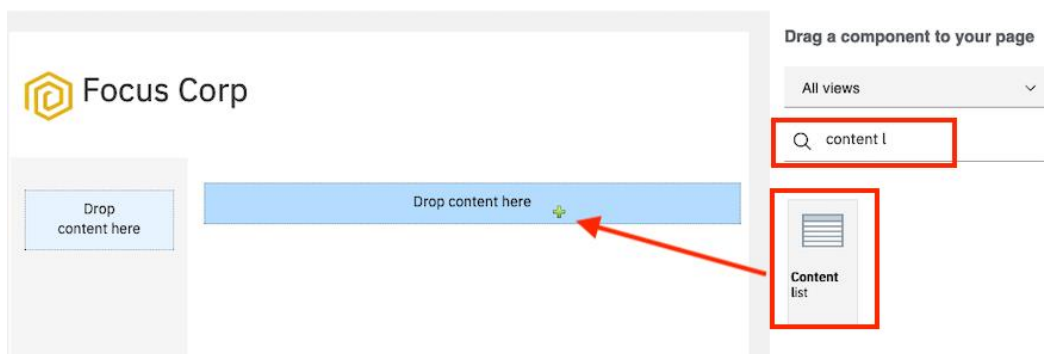 Focus Corp
Drop
content here
Drop content here
Drag a component to your page
All views
content l
Content
list